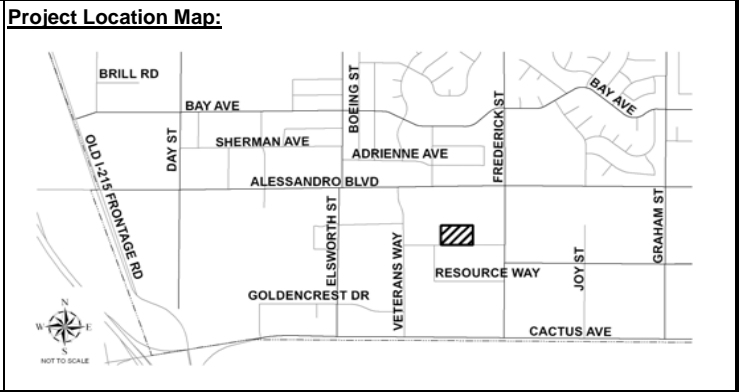 Project Location Map:
BRILL RD
BAY AVE
BOEING ST
FREDERICK ST
BAY AVE
DAY ST
SHERMAN AVE
ADRIENNE AVE
OLD I-215 FRONTAGE RD
ALESSANDRO BLVD
ELSWORTH ST
VETERANS WAY
GRAHAM ST
JOY ST
RESOURCE WAY
GOLDENCREST DR
CACTUS AVE
N
W
E
S
NOT TO SCALE